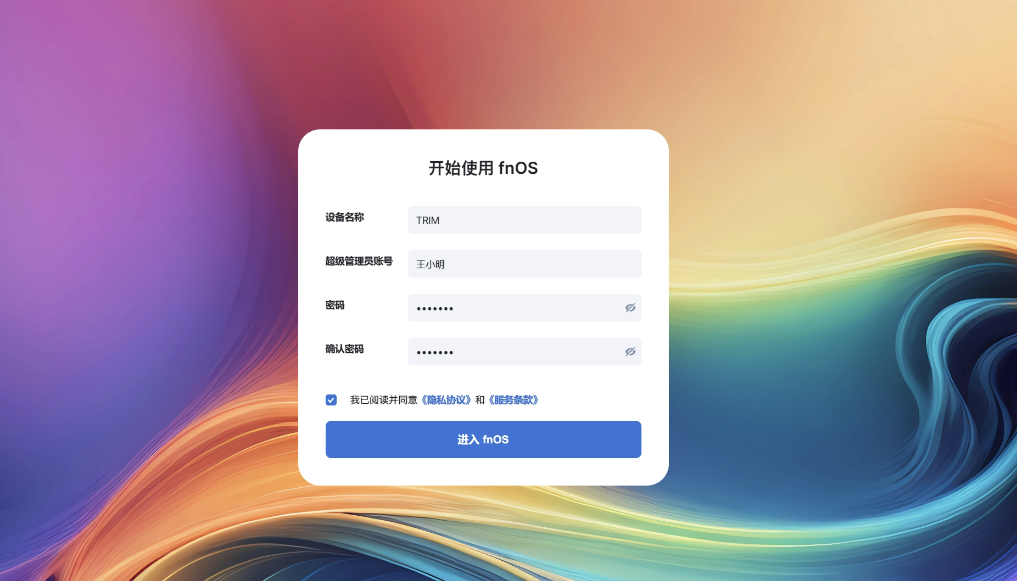 开始使用 fnOS
设备名称 TRIM
超级管理员账号 王小明
密码 •••••••
确认密码 •••••••
我已阅读并同意《隐私协议》和《服务条款》
进入 fnOS